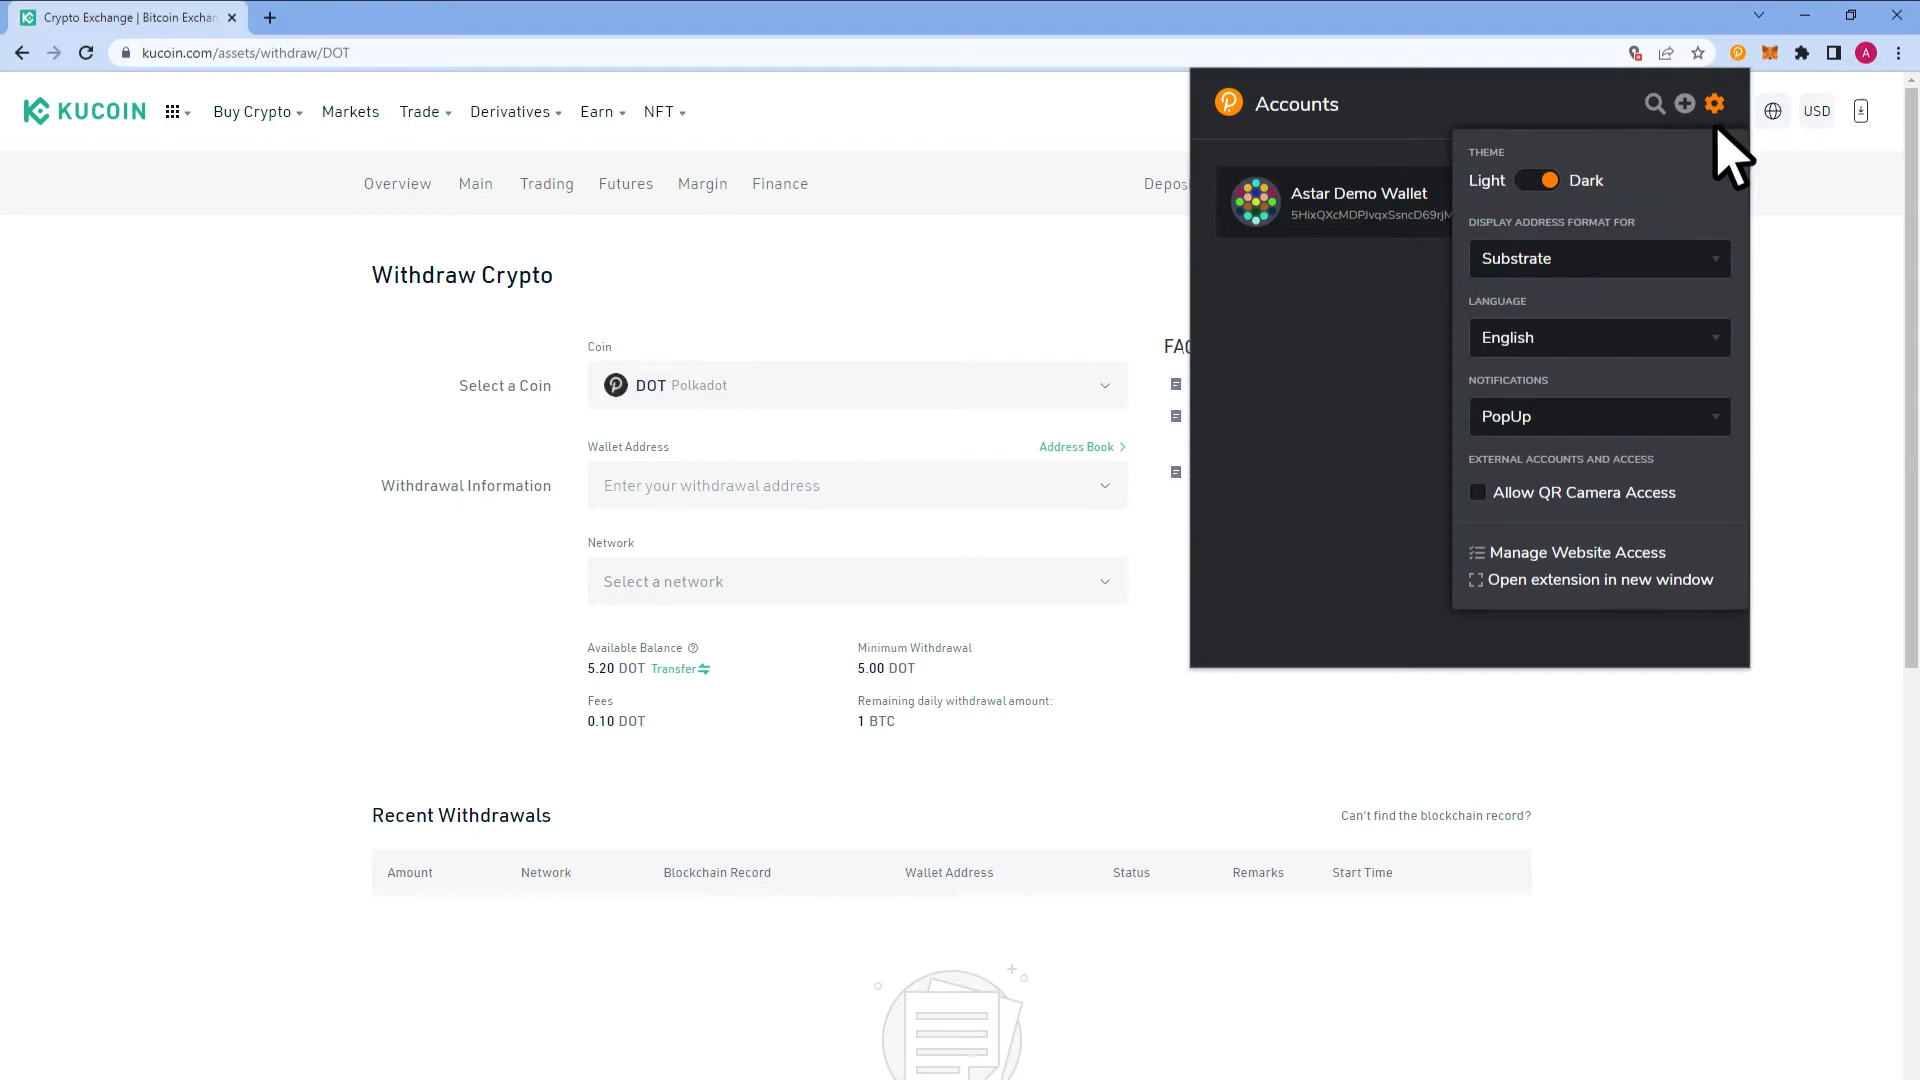 Crypto Exchange | Bitcoin Exchan
kucoin.com/assets/withdraw/DOT
A
KUCOIN
Buy Crypto
Markets
Trade
Derivatives
Earn
NFT
USD
Overview
Main
Trading
Futures
Margin
Finance
Depos
Withdraw Crypto
Select a Coin
Coin
DOT Polkadot
Withdrawal Information
Wallet Address
Address Book >
Enter your withdrawal address
Network
Select a network
Available Balance
5.20 DOT Transfer
Minimum Withdrawal
5.00 DOT
Fees
0.10 DOT
Remaining daily withdrawal amount:
1 BTC
FAQ
Recent Withdrawals
Can't find the blockchain record?
Amount
Network
Blockchain Record
Wallet Address
Status
Remarks
Start Time
Accounts
Astar Demo Wallet
5HixQXcMDPJvqxSsncD69rjM
THEME
Light
Dark
DISPLAY ADDRESS FORMAT FOR
Substrate
LANGUAGE
English
NOTIFICATIONS
PopUp
EXTERNAL ACCOUNTS AND ACCESS
Allow QR Camera Access
Manage Website Access
Open extension in new window